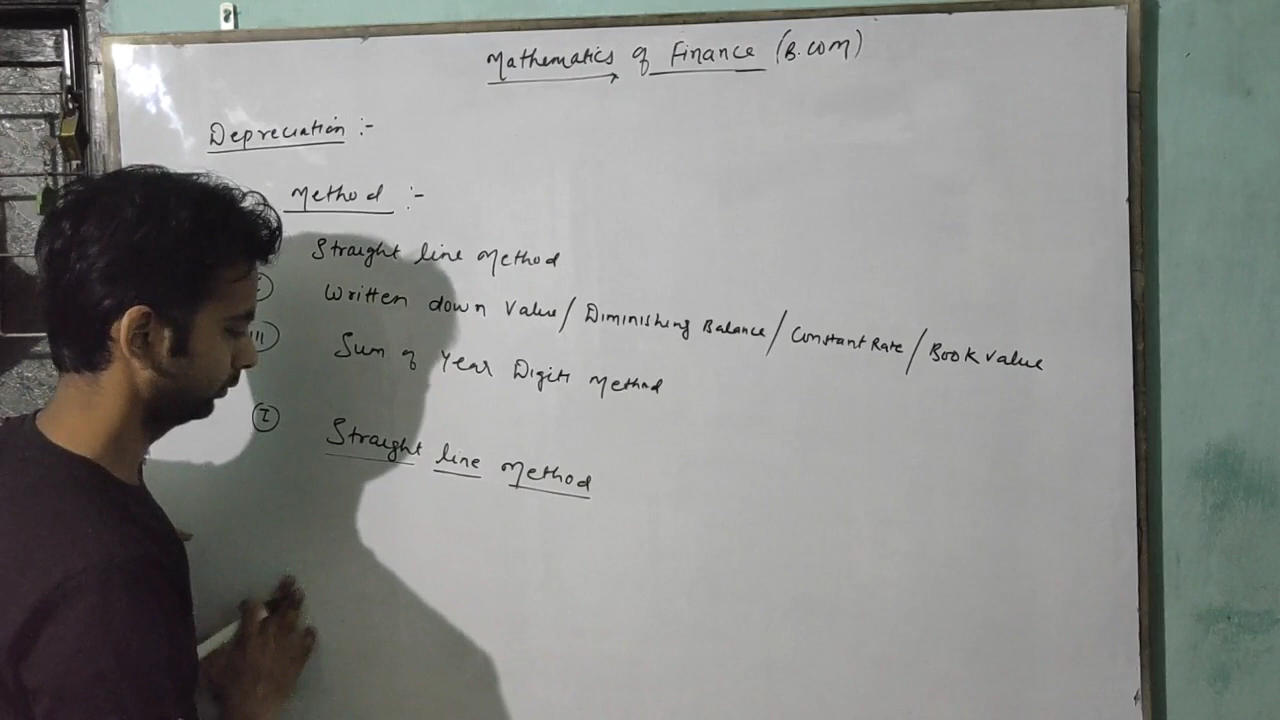 Mathematics of Finance (B.COM)
Depreciation :-
Method :-
Straight line Method
Written down Value/Diminishing Balance/Constant Rate/Book value
III Sum of Year Digits Method
I Straight line Method